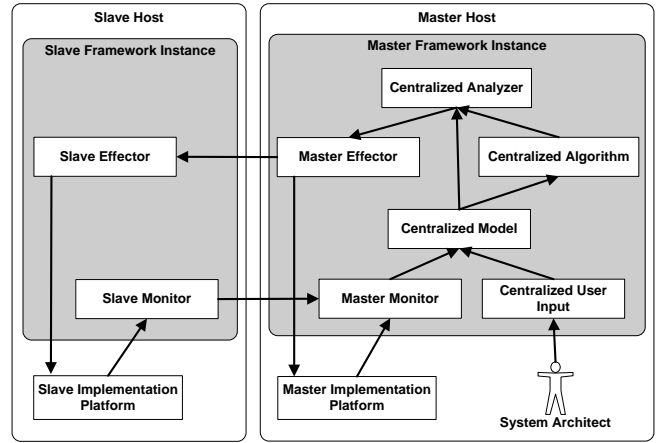 Slave Host
Master Host
Slave Framework Instance
Master Framework Instance
Centralized Analyzer
Slave Effector
Master Effector
Centralized Algorithm
Centralized Model
Slave Monitor
Master Monitor
Centralized User
Input
Slave Implementation
Platform
Master Implementation
Platform
System Architect